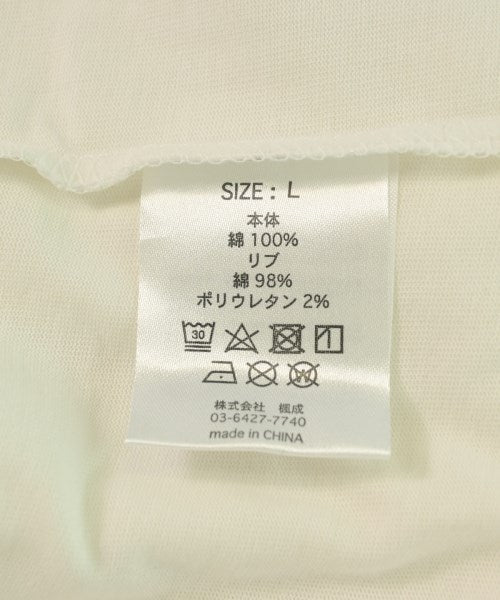 SIZE : L
本体
綿 100%
リブ
綿 98%
ポリウレタン 2%
30
W
株式会社 楓成
03-6427-7740
made in CHINA